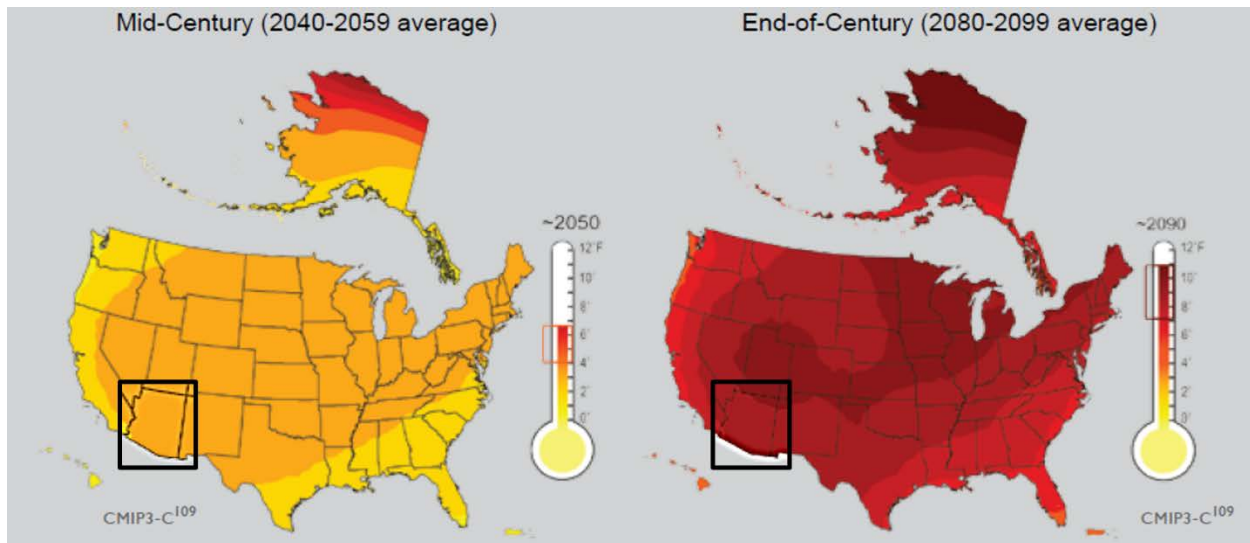 Mid-Century (2040-2059 average)
End-of-Century (2080-2099 average)
~2050
12°F
10°
8°
6°
4°
2°
0°
~2090
12°F
10°
8°
6°
4°
2°
0°
CMIP3-C109
CMIP3-C109